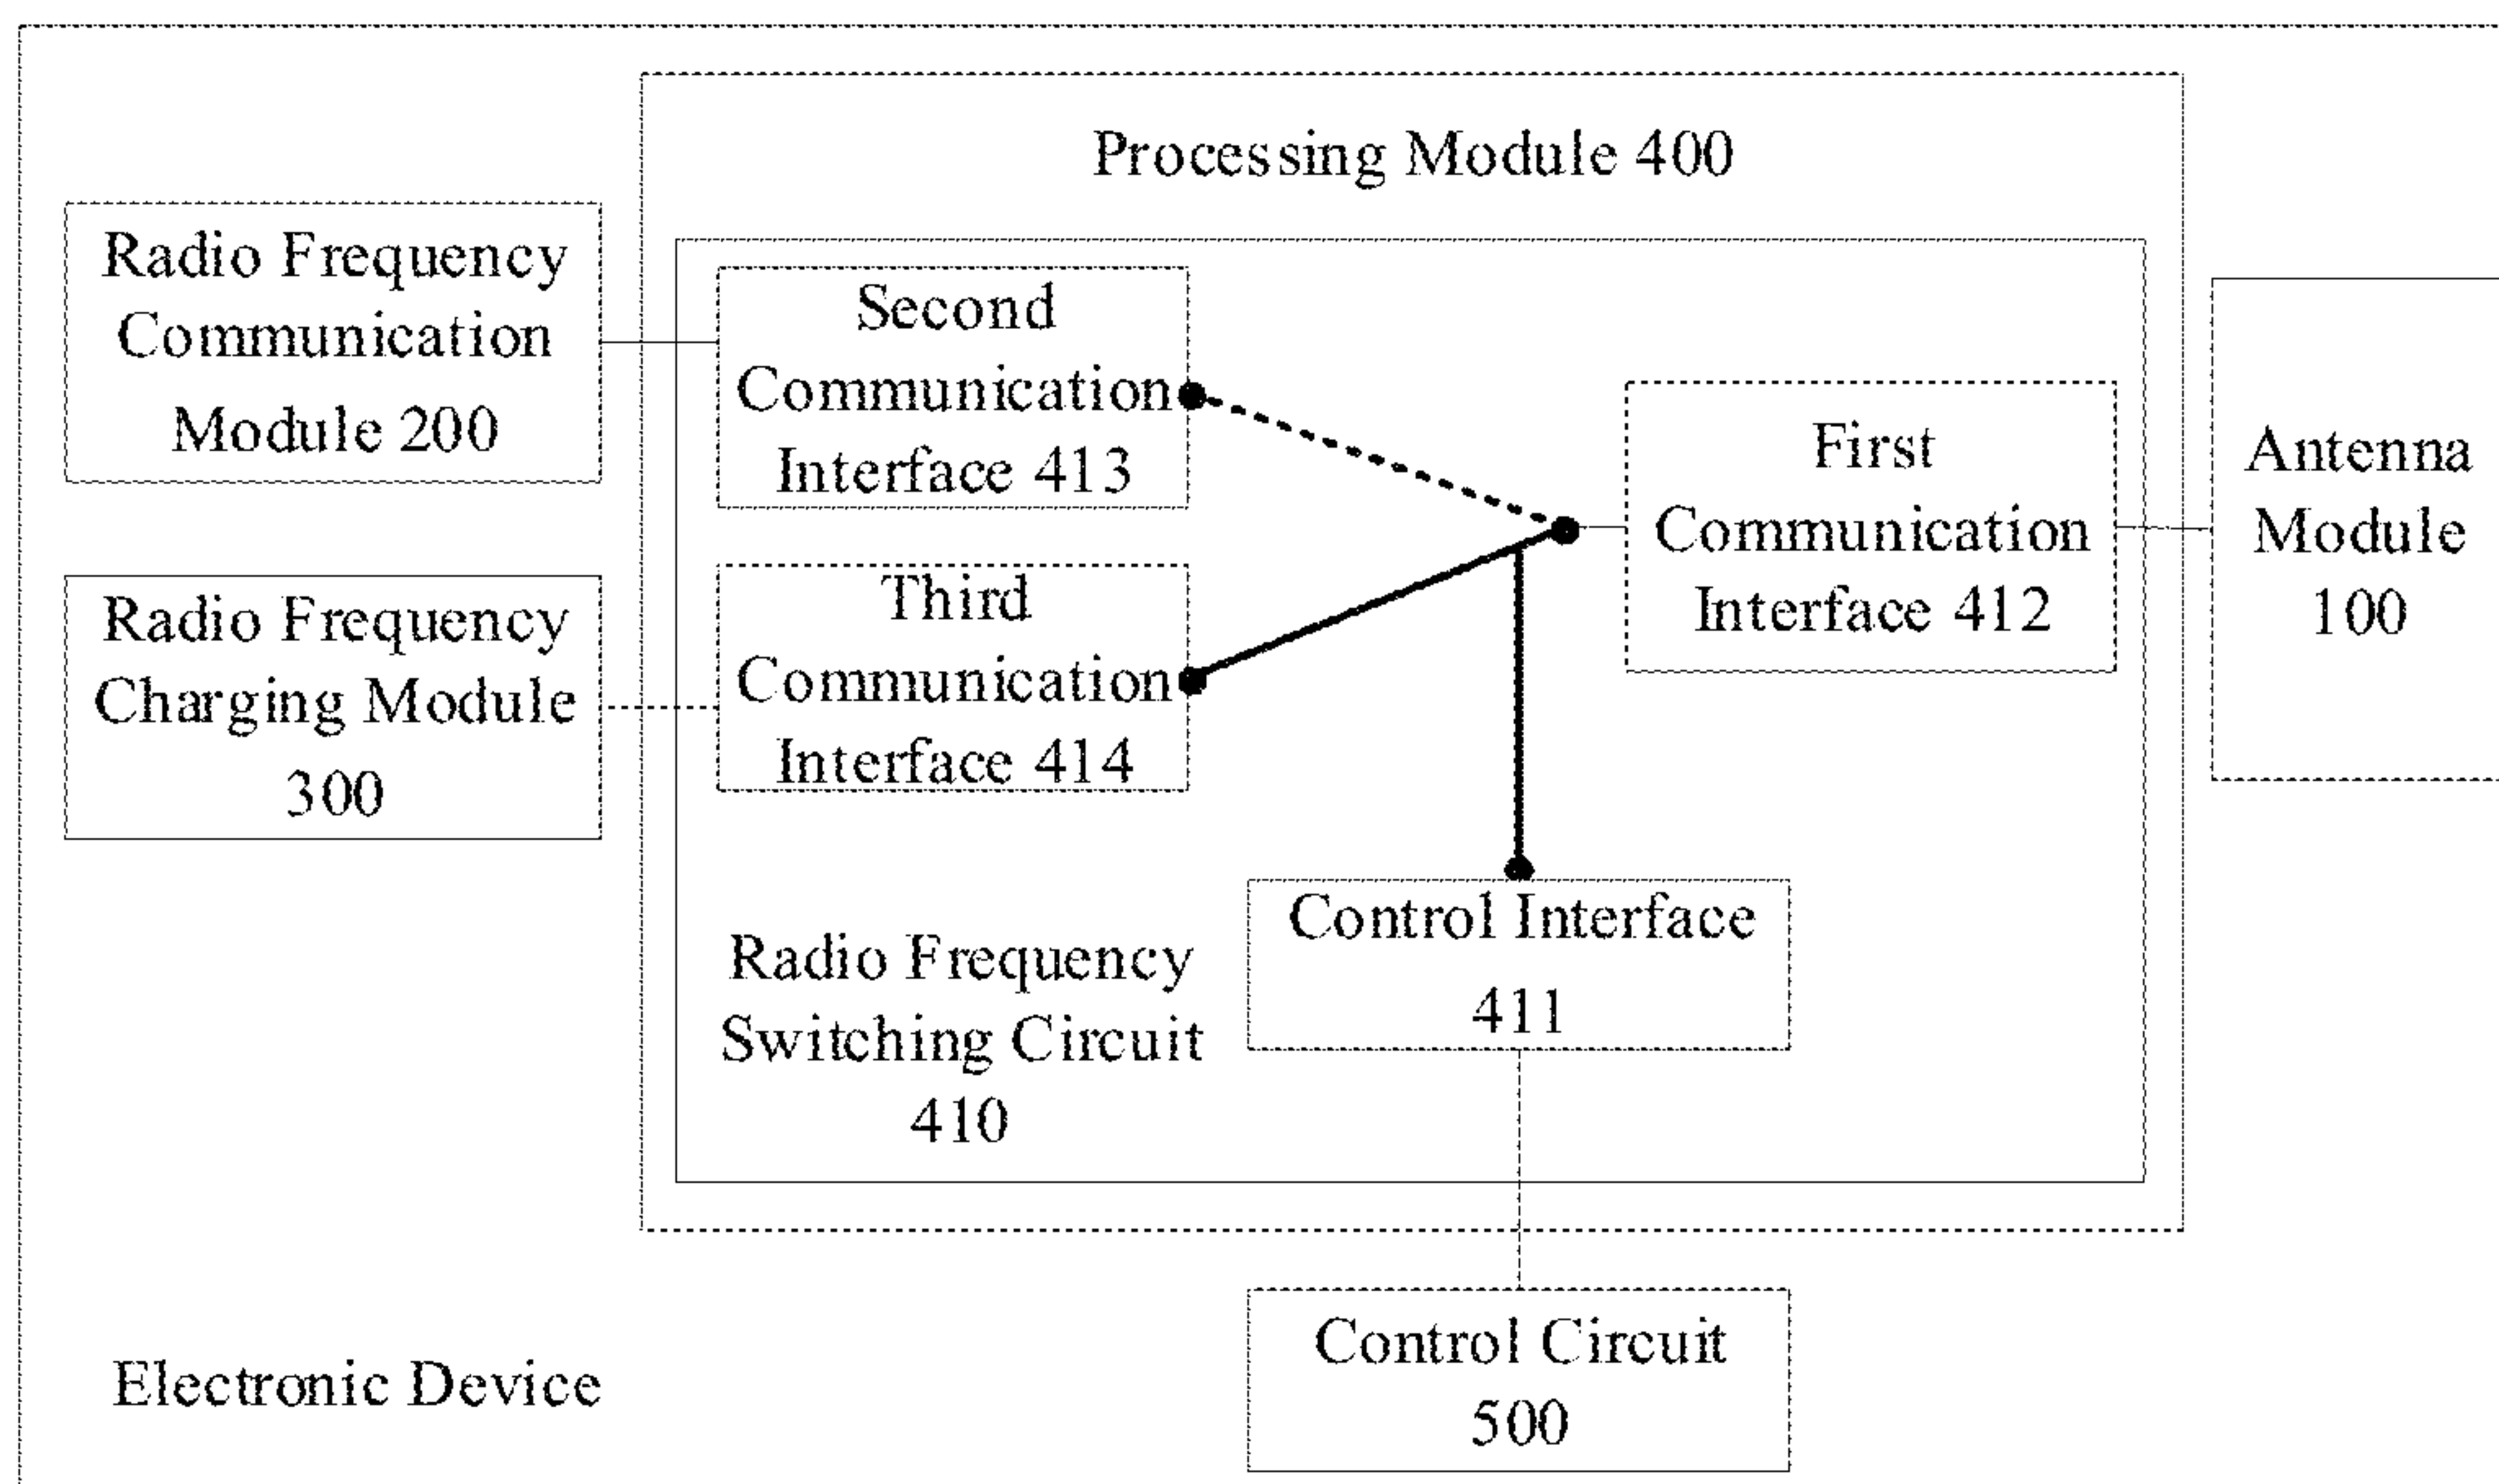 Processing Module 400
Radio Frequency
Communication
Module 200
Second
Communication
Interface 413
First
Communication
Interface 412
Antenna
Module
100
Radio Frequency
Charging Module
300
Third
Communication
Interface 414
Control Interface
411
Radio Frequency
Switching Circuit
410
Control Circuit
500
Electronic Device